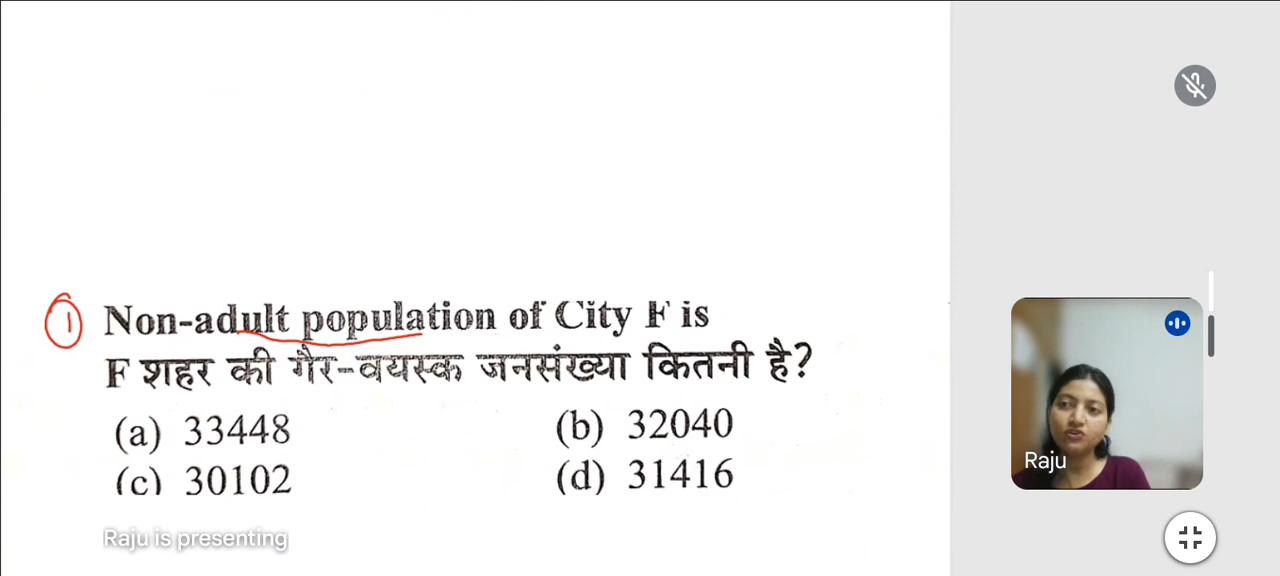 1 Non-adult population of City F is
F शहर की गैर-वयस्क जनसंख्या कितनी है?
(a) 33448 (b) 32040
(c) 30102 (d) 31416
Raju
Raju is presenting